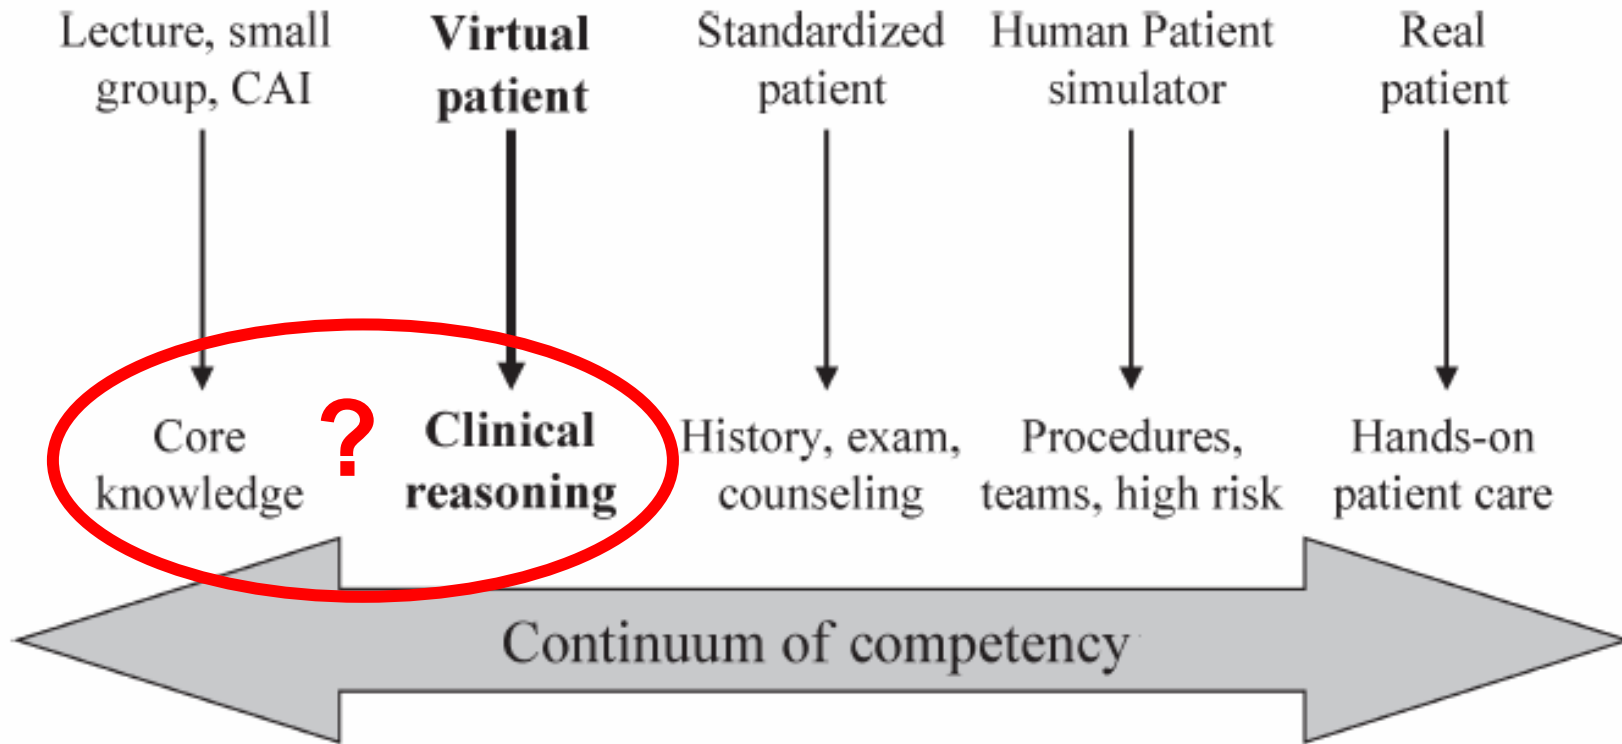 Lecture, small
group, CAI
Virtual
patient
Standardized
patient
Human Patient
simulator
Real
patient
Core
knowledge
?
Clinical
reasoning
History, exam,
counseling
Procedures,
teams, high risk
Hands-on
patient care
Continuum of competency